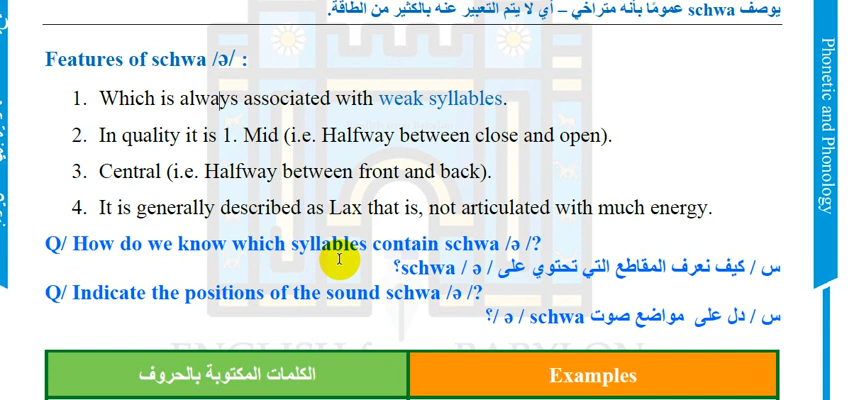 يوصف schwa عمومًا بأنه متراخي – أي لا يتم التعبير عنه بالكثير من الطاقة.
Features of schwa /ə/ :
1. Which is always associated with weak syllables.
2. In quality it is 1. Mid (i.e. Halfway between close and open).
3. Central (i.e. Halfway between front and back).
4. It is generally described as Lax that is, not articulated with much energy.
Q/ How do we know which syllables contain schwa /ə /?
س / كيف نعرف المقاطع التي تحتوي على / schwa / ə؟
Q/ Indicate the positions of the sound schwa /ə /?
س / دل على مواضع صوت schwa / ə /؟
الكلمات المكتوبة بالحروف
Examples
Phonetic and Phonology